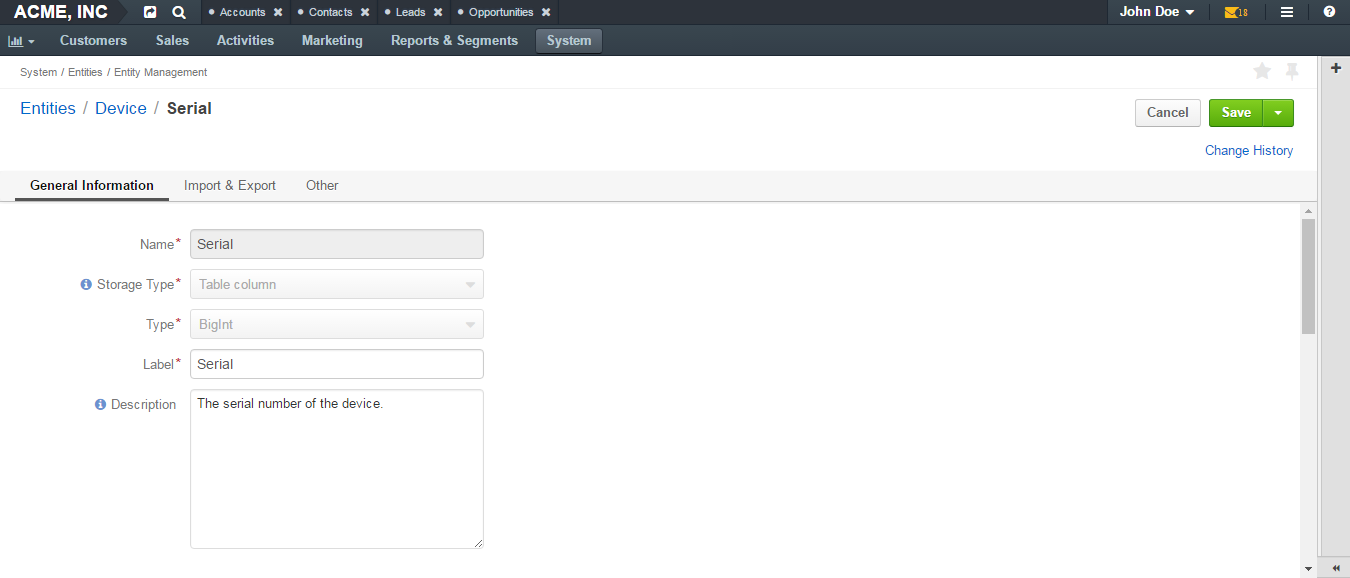 ACME, INC Accounts Contacts Leads Opportunities John Doe 18
Customers Sales Activities Marketing Reports & Segments System
System / Entities / Entity Management
Entities / Device / Serial
Cancel Save
Change History
General Information Import & Export Other
Name* Serial
Storage Type* Table column
Type* BigInt
Label* Serial
Description The serial number of the device.